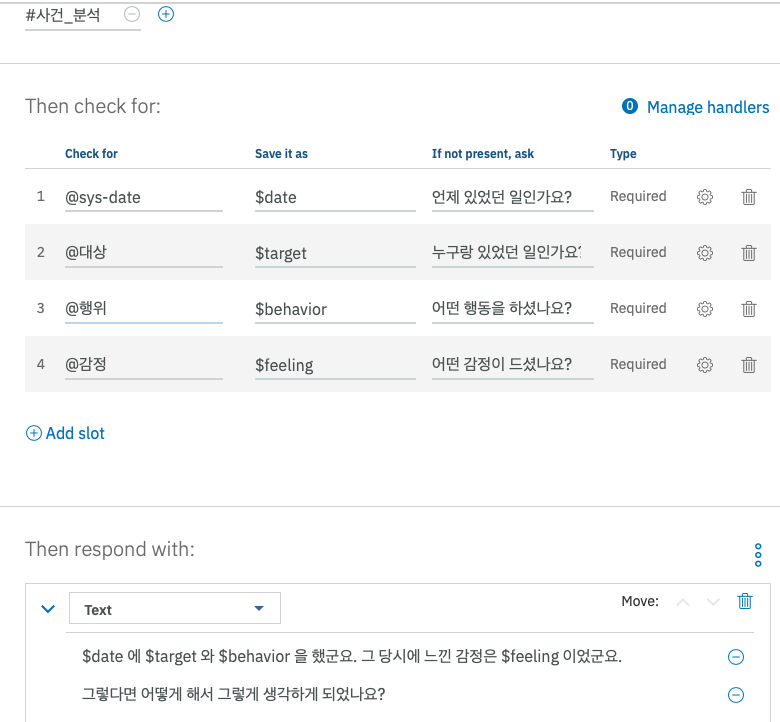 #사건_분석
Then check for:
0 Manage handlers
Check for Save it as If not present, ask Type
1 @sys-date $date 언제 있었던 일인가요? Required
2 @대상 $target 누구랑 있었던 일인가요? Required
3 @행위 $behavior 어떤 행동을 하셨나요? Required
4 @감정 $feeling 어떤 감정이 드셨나요? Required
Add slot
Then respond with:
Text Move:
$date 에 $target 와 $behavior 을 했군요. 그 당시에 느낀 감정은 $feeling 이었군요.
그렇다면 어떻게 해서 그렇게 생각하게 되었나요?